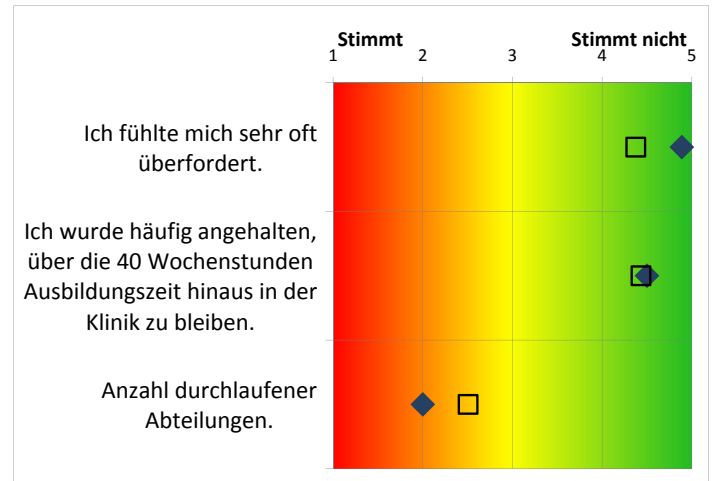 Stimmt Stimmt nicht
1 2 3 4 5
Ich fühlte mich sehr oft
überfordert.
Ich wurde häufig angehalten,
über die 40 Wochenstunden
Ausbildungszeit hinaus in der
Klinik zu bleiben.
Anzahl durchlaufener
Abteilungen.